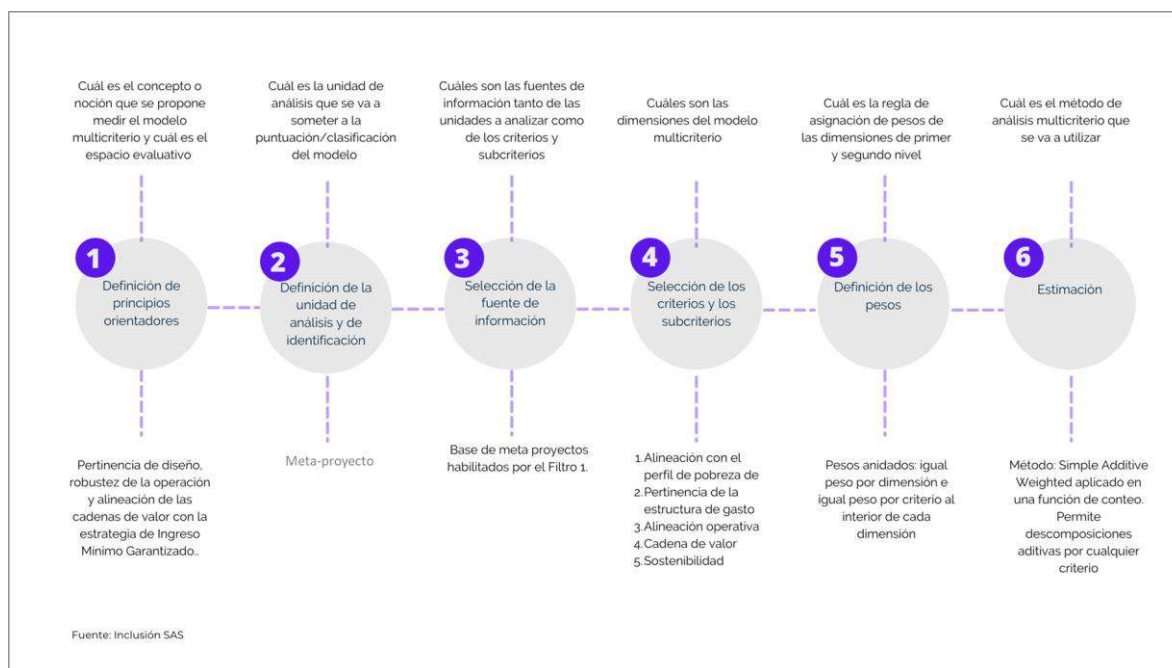 Cuál es el concepto o
noción que se propone
medir el modelo
multicriterio y cuál es el
espacio evaluativo
Cuál es la unidad de
análisis que se va a
someter a la
puntuación/clasificación
del modelo
Cuáles son las fuentes de
información tanto de las
unidades a analizar como
de los criterios y
subcriterios
Cuáles son las
dimensiones del modelo
multicriterio
Cuál es la regla de
asignación de pesos de
las dimensiones de primer
y segundo nivel
Cuál es el método de
análisis multicriterio que
se va a utilizar
1
Definición de
principios
orientadores
2
Definición de la
unidad de
análisis y de
identificación
3
Selección de la
fuente de
información
4
Selección de los
criterios y los
subcriterios
5
Definición de los
pesos
6
Estimación
Pertinencia de diseño,
robustez de la operación
y alineación de las
cadenas de valor con la
estrategia de Ingreso
Mínimo Garantizado..
Meta-proyecto
Base de meta proyectos
habilitados por el Filtro 1.
1. Alineación con el
perfil de pobreza de
2. Pertinencia de la
estructura de gasto
3. Alineación operativa
4. Cadena de valor
5. Sostenibilidad
Pesos anidados: igual
peso por dimensión e
igual peso por criterio al
interior de cada
dimensión
Método: Simple Additive
Weighted aplicado en
una función de conteo.
Permite
descomposiciones
aditivas por cualquier
criterio
Fuente: Inclusión SAS